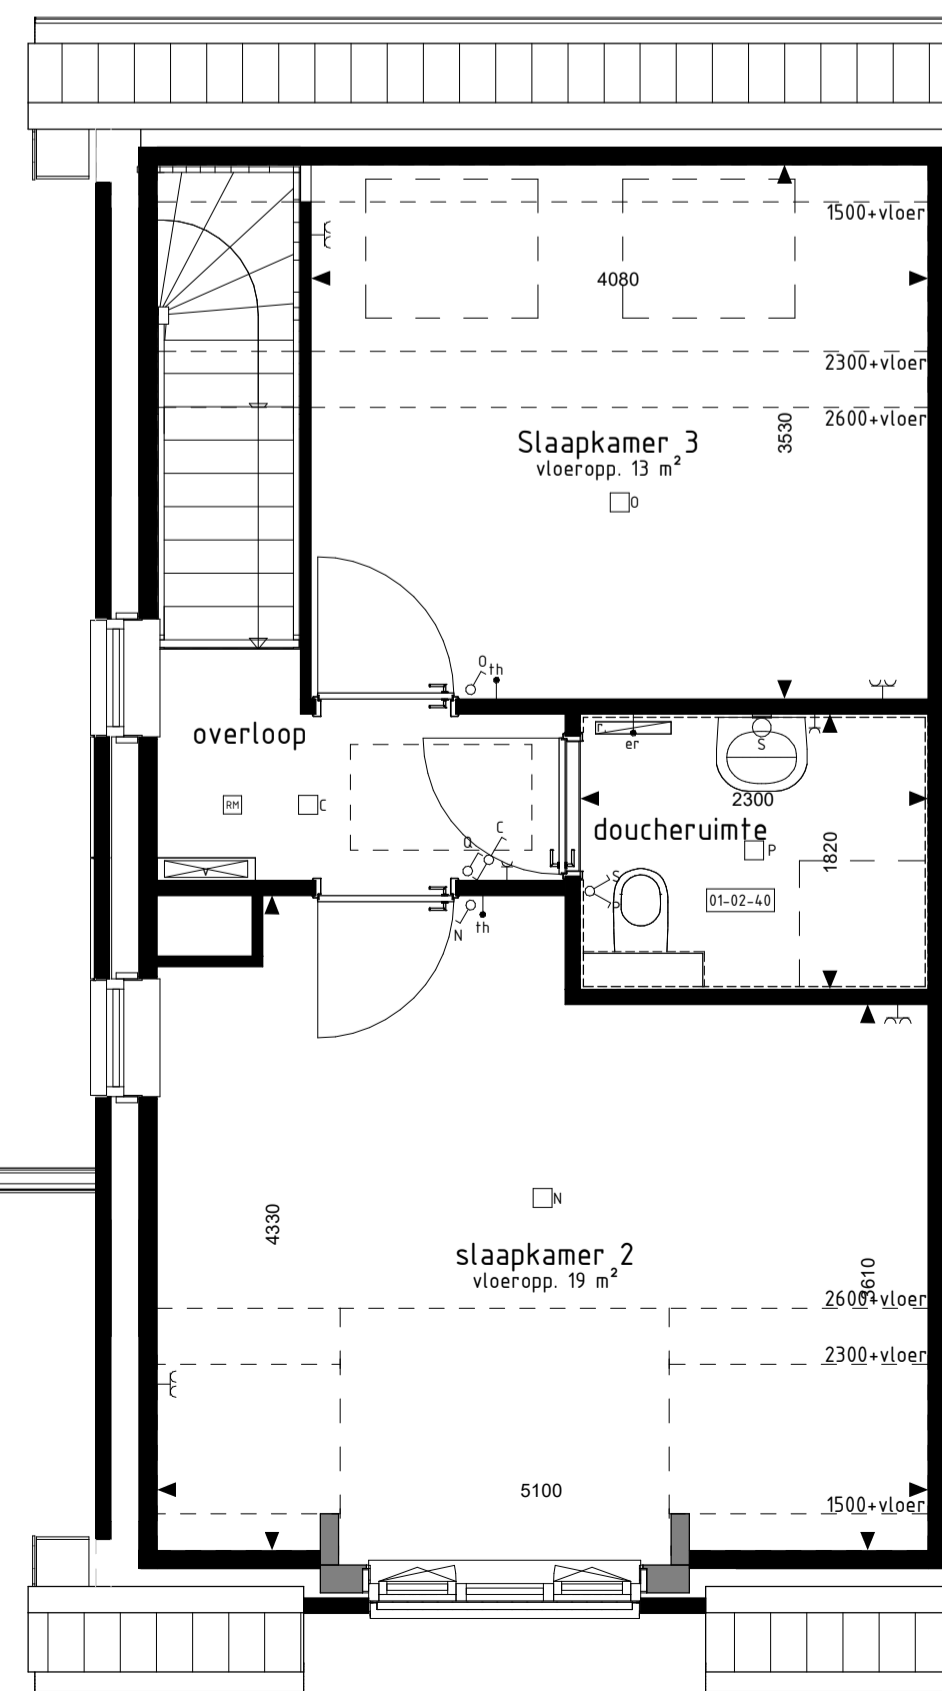 1500+vloer
4080
2300+vloer
2600+vloer
3530
Slaapkamer 3
vloeropp. 13 m²
O
O
th
overloop
r.
er
S
2300
RM
C
C
Q
doucheruimte
P
1820
S
S
01-02-40
N
th
N
4330
slaapkamer 2
vloeropp. 19 m²
3610
2600+vloer
2300+vloer
5100
1500+vloer